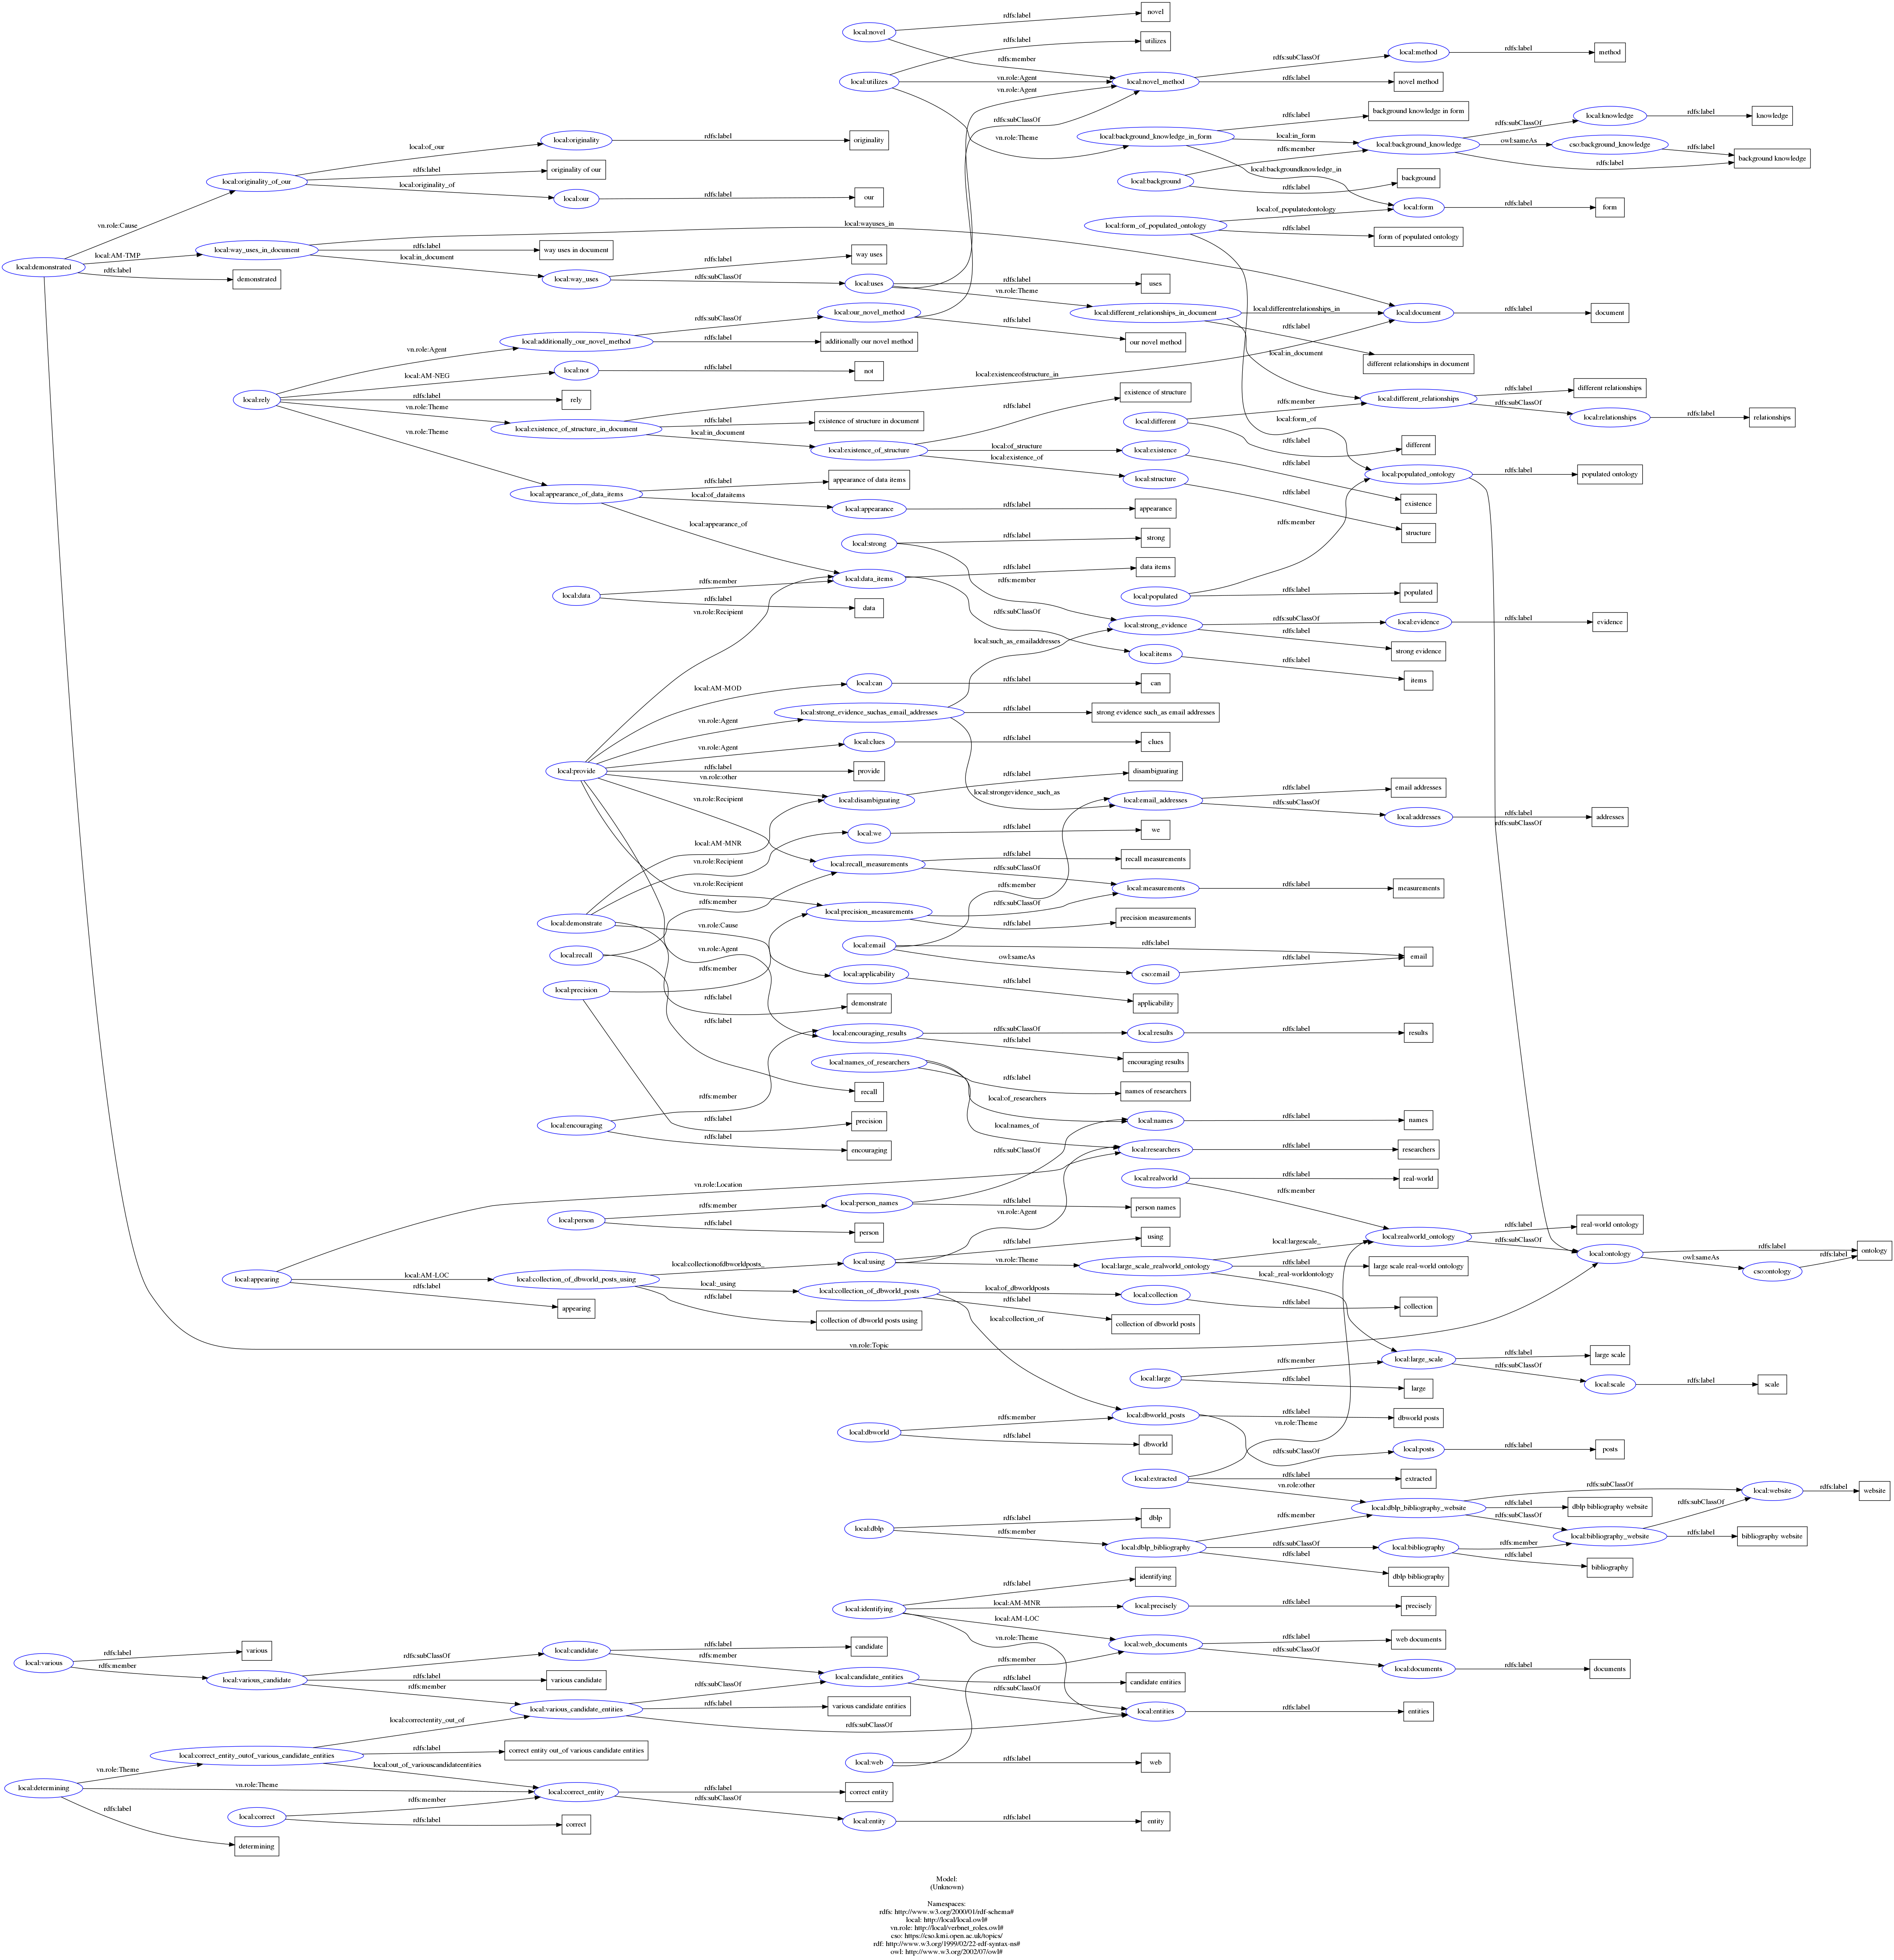 rdfs:label
novel
local:novel
rdfs:label
utilizes
local:method
rdfs:label
method
rdfs:member
rdfs:subClassOf
local:utilizes
vn.role:Agent
local:novel_method
rdfs:label
novel method
vn.role:Agent
rdfs:label
background knowledge in form
local:knowledge
rdfs:label
knowledge
rdfs:subClassOf
rdfs:subClassOf
vn.role:Theme
local:background_knowledge_in_form
local:in_form
local:background_knowledge
owl:sameAs
cso:background_knowledge
rdfs:label
background knowledge
rdfs:label
rdfs:member
local:of_our
local:originality
rdfs:label
originality
local:originality_of_our
rdfs:label
originality of our
local:originality_of
local:our
rdfs:label
our
local:background
local:backgroundknowledge_in
rdfs:label
background
local:form
rdfs:label
form
local:of_populatedontology
local:form_of_populated_ontology
rdfs:label
form of populated ontology
vn.role:Cause
local:wayuses_in
local:demonstrated
local:AM-TMP
local:way_uses_in_document
rdfs:label
way uses in document
rdfs:label
demonstrated
local:in_document
local:way_uses
rdfs:label
way uses
rdfs:subClassOf
local:uses
rdfs:label
uses
vn.role:Theme
local:different_relationships_in_document
local:differentrelationships_in
local:document
rdfs:label
document
rdfs:label
different relationships in document
local:in_document
rdfs:subClassOf
local:our_novel_method
rdfs:label
our novel method
vn.role:Agent
local:additionally_our_novel_method
rdfs:label
additionally our novel method
local:AM-NEG
local:not
rdfs:label
not
local:existenceofstructure_in
local:rely
rdfs:label
rely
vn.role:Theme
local:existence_of_structure_in_document
rdfs:label
existence of structure in document
local:in_document
local:existence_of_structure
rdfs:label
existence of structure
local:of_structure
local:existence
rdfs:label
existence
local:existence_of
local:structure
rdfs:label
structure
local:different
rdfs:member
local:different_relationships
rdfs:label
different relationships
rdfs:subClassOf
local:relationships
rdfs:label
relationships
rdfs:label
different
local:form_of
local:populated_ontology
rdfs:label
populated ontology
vn.role:Theme
local:appearance_of_data_items
rdfs:label
appearance of data items
local:of_dataitems
local:appearance
rdfs:label
appearance
local:appearance_of
local:strong
rdfs:label
strong
rdfs:member
rdfs:member
local:data
rdfs:member
local:data_items
rdfs:label
data items
rdfs:label
data
rdfs:subClassOf
local:populated
rdfs:label
populated
vn.role:Recipient
local:strong_evidence
rdfs:subClassOf
local:evidence
rdfs:label
evidence
rdfs:label
strong evidence
local:such_as_emailaddresses
local:items
rdfs:label
items
local:AM-MOD
local:can
rdfs:label
can
vn.role:Agent
local:strong_evidence_suchas_email_addresses
rdfs:label
strong evidence such_as email addresses
vn.role:Agent
local:clues
rdfs:label
clues
local:provide
rdfs:label
provide
vn.role:other
local:disambiguating
rdfs:label
disambiguating
local:strongevidence_such_as
local:email_addresses
rdfs:label
email addresses
rdfs:subClassOf
local:addresses
rdfs:label
addresses
rdfs:subClassOf
vn.role:Recipient
local:AM-MNR
local:we
rdfs:label
we
vn.role:Recipient
local:recall_measurements
rdfs:label
recall measurements
rdfs:subClassOf
local:measurements
rdfs:label
measurements
vn.role:Recipient
rdfs:member
rdfs:member
local:precision_measurements
rdfs:subClassOf
rdfs:label
precision measurements
local:demonstrate
vn.role:Cause
local:recall
vn.role:Agent
rdfs:member
local:email
rdfs:label
email
owl:sameAs
cso:email
rdfs:label
local:applicability
rdfs:label
applicability
local:precision
rdfs:label
demonstrate
rdfs:label
local:encouraging_results
rdfs:subClassOf
local:results
rdfs:label
results
rdfs:label
encouraging results
local:names_of_researchers
rdfs:label
names of researchers
recall
rdfs:member
local:of_researchers
local:names
rdfs:label
names
local:encouraging
rdfs:label
precision
rdfs:label
encouraging
local:names_of
rdfs:subClassOf
local:researchers
rdfs:label
researchers
vn.role:Location
local:realworld
rdfs:label
real-world
rdfs:member
local:person
rdfs:member
local:person_names
rdfs:label
person names
rdfs:label
person
vn.role:Agent
rdfs:label
using
local:largescale_
local:realworld_ontology
rdfs:label
real-world ontology
rdfs:subClassOf
local:ontology
rdfs:label
ontology
owl:sameAs
cso:ontology
rdfs:label
local:collectionofdbworldposts_
local:using
vn.role:Theme
local:large_scale_realworld_ontology
rdfs:label
large scale real-world ontology
local:_real-worldontology
local:appearing
local:AM-LOC
local:collection_of_dbworld_posts_using
local:_using
local:collection_of_dbworld_posts
local:of_dbworldposts
local:collection
rdfs:label
collection
rdfs:label
appearing
rdfs:label
collection of dbworld posts using
rdfs:label
collection of dbworld posts
local:collection_of
vn.role:Topic
local:large
rdfs:member
local:large_scale
rdfs:label
large scale
rdfs:subClassOf
local:scale
rdfs:label
scale
rdfs:label
large
local:dbworld
rdfs:member
local:dbworld_posts
rdfs:label
dbworld posts
vn.role:Theme
rdfs:label
dbworld
rdfs:subClassOf
local:posts
rdfs:label
posts
local:extracted
rdfs:label
extracted
vn.role:other
local:dblp_bibliography_website
rdfs:subClassOf
local:website
rdfs:label
website
rdfs:label
dblp bibliography website
rdfs:subClassOf
rdfs:subClassOf
local:bibliography_website
rdfs:label
bibliography website
local:dblp
rdfs:label
dblp
rdfs:member
local:dblp_bibliography
rdfs:member
rdfs:subClassOf
local:bibliography
rdfs:member
rdfs:label
bibliography
rdfs:label
dblp bibliography
rdfs:label
identifying
local:identifying
local:AM-MNR
local:precisely
rdfs:label
precisely
local:AM-LOC
local:web_documents
rdfs:label
web documents
rdfs:subClassOf
local:documents
rdfs:label
documents
vn.role:Theme
rdfs:member
local:various
rdfs:label
various
rdfs:member
local:various_candidate
rdfs:subClassOf
local:candidate
rdfs:label
candidate
rdfs:member
rdfs:label
various candidate
rdfs:member
local:various_candidate_entities
rdfs:subClassOf
local:candidate_entities
rdfs:label
candidate entities
rdfs:subClassOf
local:entities
rdfs:label
entities
rdfs:label
various candidate entities
rdfs:subClassOf
local:correctentity_out_of
local:correct_entity_outof_various_candidate_entities
rdfs:label
correct entity out_of various candidate entities
local:out_of_variouscandidateentities
local:web
rdfs:label
web
vn.role:Theme
local:determining
vn.role:Theme
local:correct_entity
rdfs:label
correct entity
rdfs:subClassOf
local:entity
rdfs:label
entity
rdfs:label
determining
local:correct
rdfs:member
rdfs:label
correct
Model:
(Unknown)
Namespaces:
rdfs: http://www.w3.org/2000/01/rdf-schema#
local: http://local/local.owl#
vn.role: http://local/verbnet_roles.owl#
cso: https://cso.kmi.open.ac.uk/topics/
rdf: http://www.w3.org/1999/02/22-rdf-syntax-ns#
owl: http://www.w3.org/2002/07/owl#